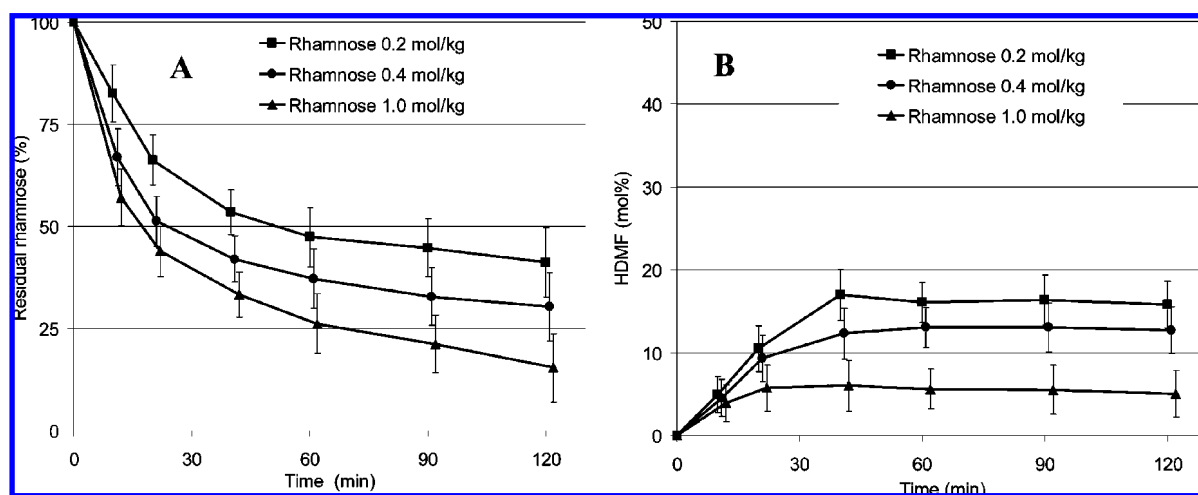 A
Rhamnose 0.2 mol/kg
Rhamnose 0.4 mol/kg
Rhamnose 1.0 mol/kg
Residual rhamnose (%)
100
75
50
25
0
0 30 60 90 120
Time (min)
B
Rhamnose 0.2 mol/kg
Rhamnose 0.4 mol/kg
Rhamnose 1.0 mol/kg
HDMF (mol%)
50
40
30
20
10
0
0 30 60 90 120
Time (min)